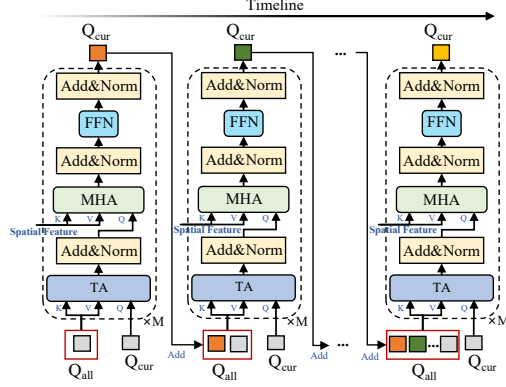 Timeline
Q_cur Q_cur ... Q_cur
Add&Norm Add&Norm Add&Norm
FFN FFN FFN
Add&Norm Add&Norm Add&Norm
MHA MHA MHA
K V Q K V Q K V Q
Spatial Feature Spatial Feature Spatial Feature
Add&Norm Add&Norm Add&Norm
TA TA TA
K V Q K V Q K V Q
×M ×M ×M
Add Add ... Add ...
Q_all Q_cur Q_all Q_cur Q_all Q_cur